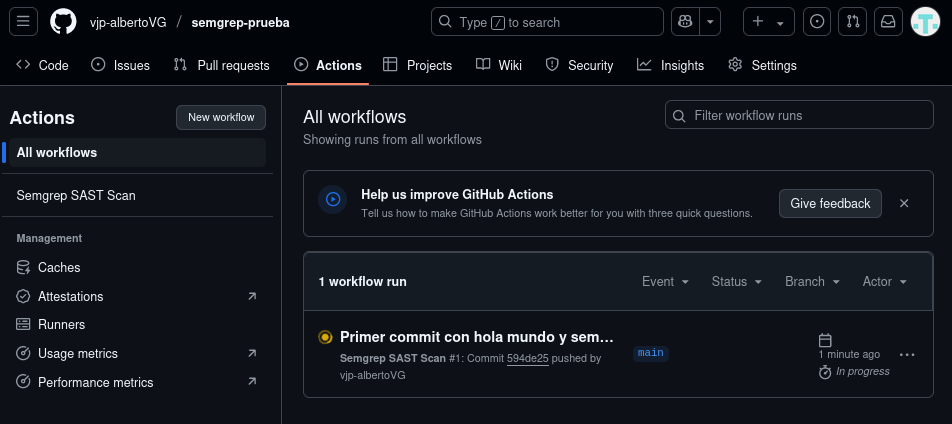 vjp-albertoVG / semgrep-prueba
Type / to search
Code
Issues
Pull requests
Actions
Projects
Wiki
Security
Insights
Settings
Actions
New workflow
All workflows
Semgrep SAST Scan
Management
Caches
Attestations
Runners
Usage metrics
Performance metrics
All workflows
Showing runs from all workflows
Filter workflow runs
Help us improve GitHub Actions
Tell us how to make GitHub Actions work better for you with three quick questions.
Give feedback
1 workflow run
Event
Status
Branch
Actor
Primer commit con hola mundo y sem...
Semgrep SAST Scan #1: Commit 594de25 pushed by
vjp-albertoVG
main
1 minute ago
In progress